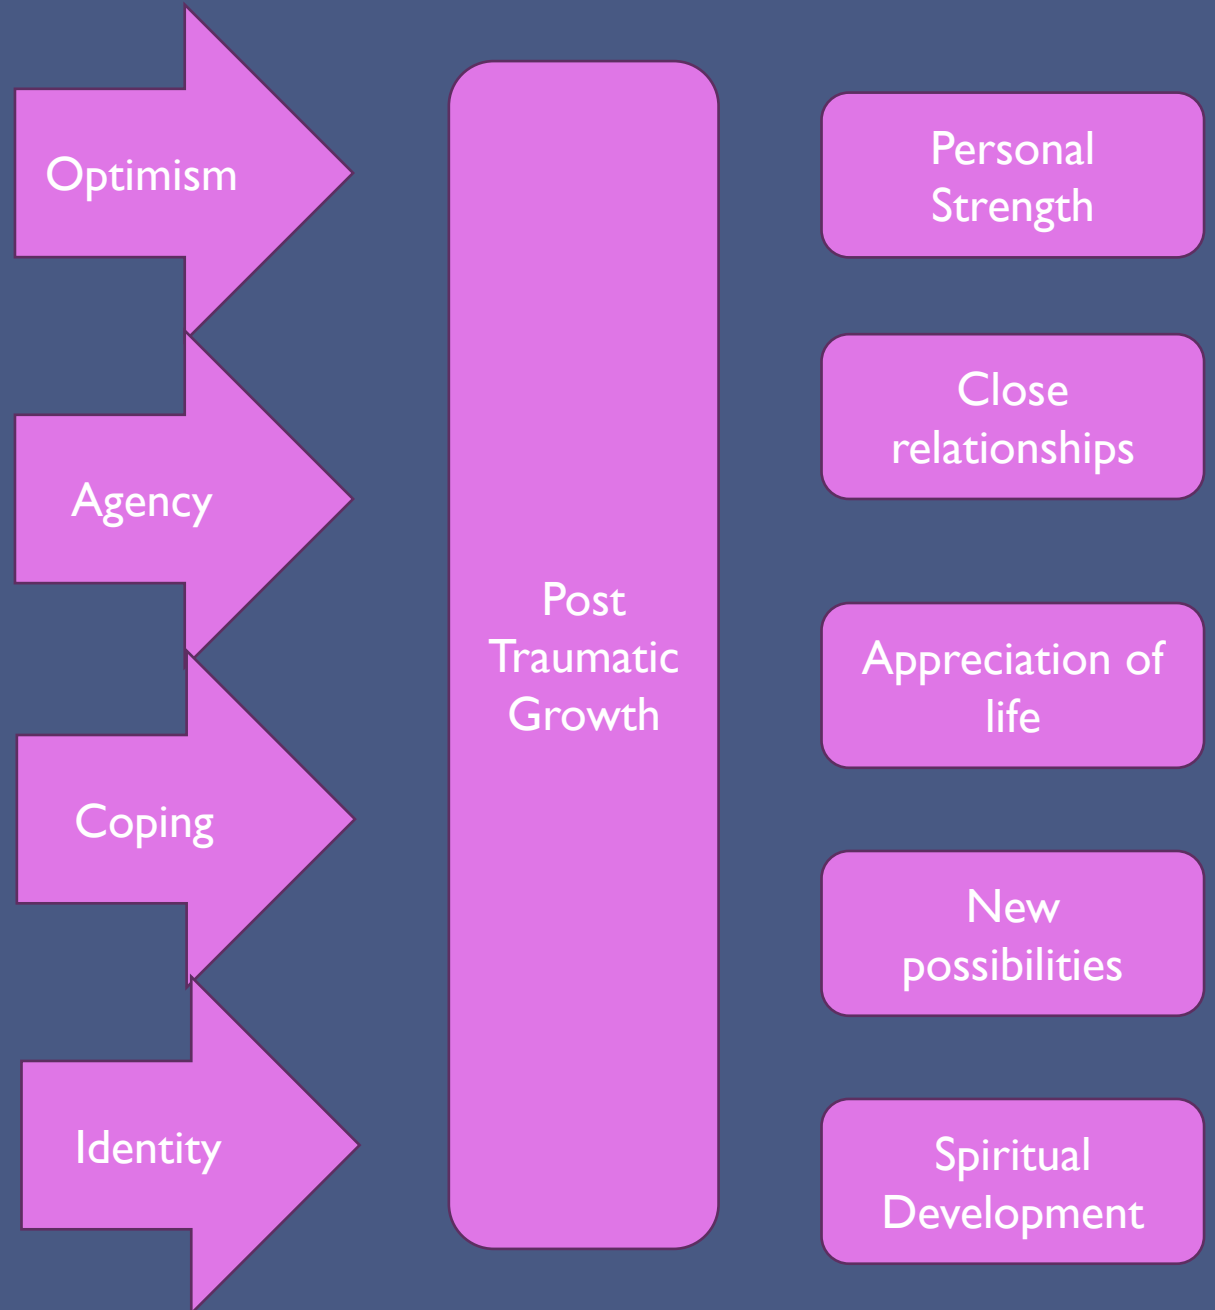 Optimism
Agency
Coping
Identity
Post
Traumatic
Growth
Personal
Strength
Close
relationships
Appreciation of
life
New
possibilities
Spiritual
Development